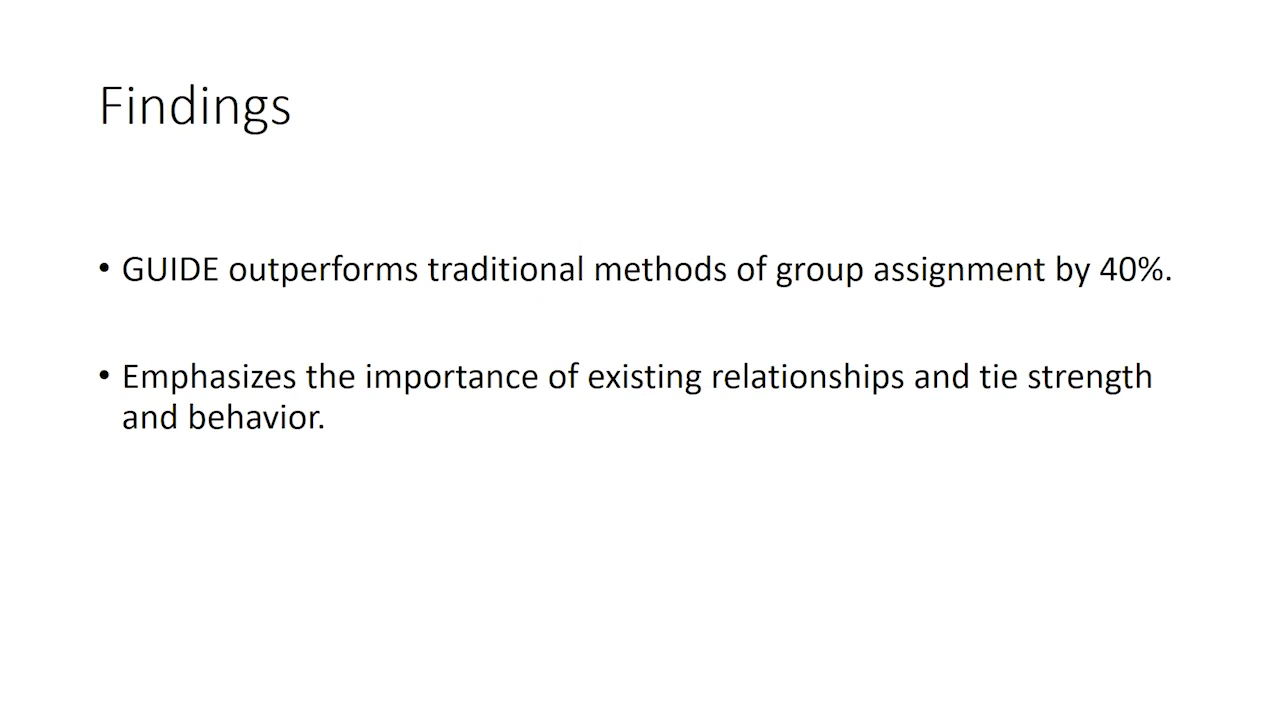 Findings
• GUIDE outperforms traditional methods of group assignment by 40%.
• Emphasizes the importance of existing relationships and tie strength
and behavior.